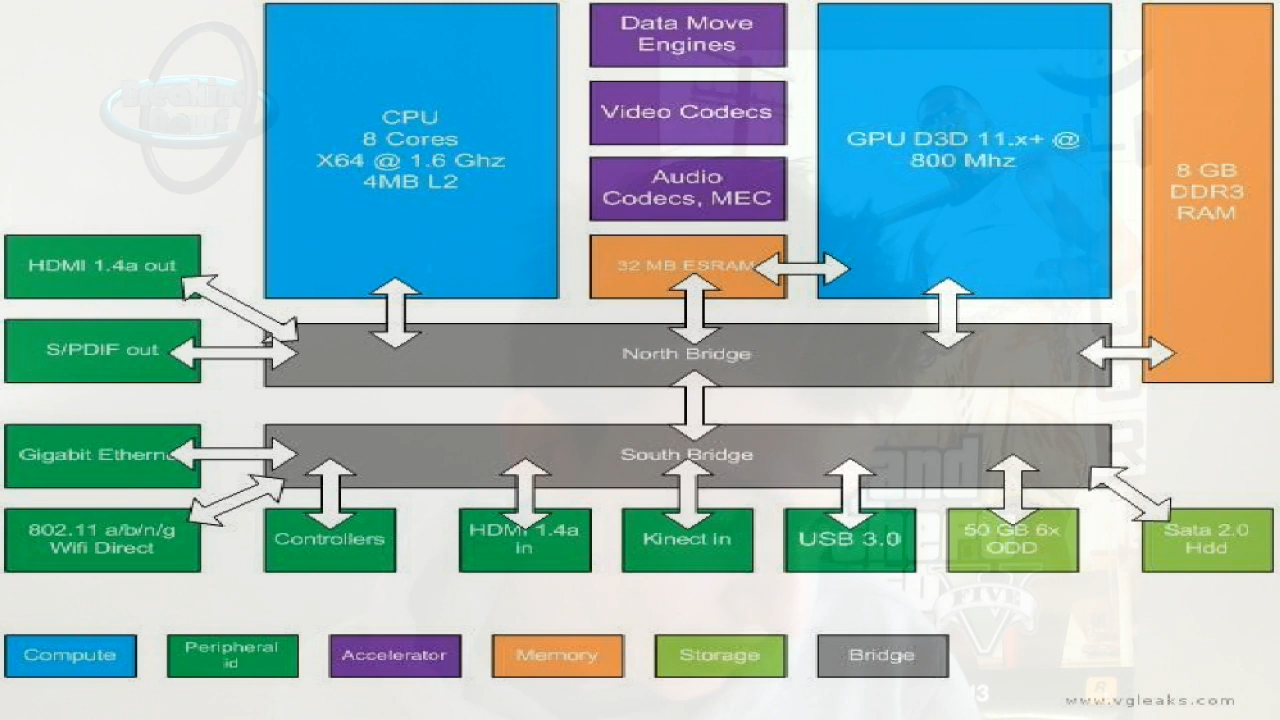 Data Move
Engines
CPU
8 Cores
X64 @ 1.6 Ghz
4MB L2
Video Codecs
GPU D3D 11.x+ @
800 Mhz
Audio
Codecs, MEC
8 GB
DDR3
RAM
HDMI 1.4a out
32 MB ESRAM
S/PDIF out
North Bridge
Gigabit Ethern
South Bridge
802.11 a/b/n/g
Wifi Direct
Controllers
HDMI 1.4a
in
Kinect in
USB 3.0
50 GB 6x
ODD
Sata 2.0
Hdd
and
FIVE
V
Compute
Peripheral
id
Accelerator
Memory
Storage
Bridge
www.vgleaks.com